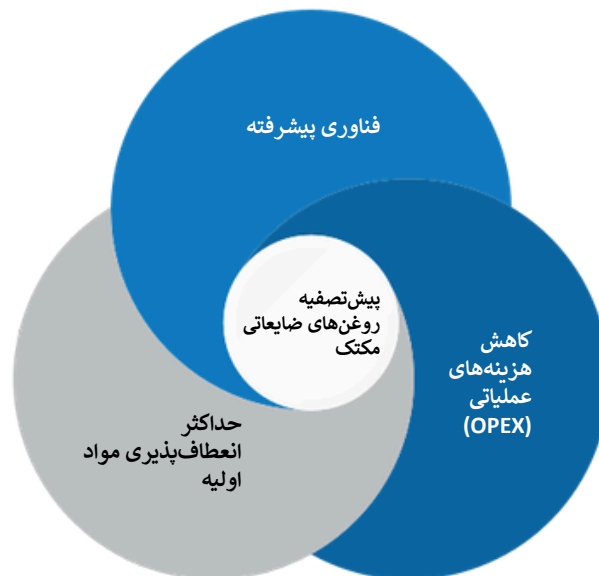 فناوری پیشرفته
پیش‌تصفیه
روغن‌های ضایعاتی
مکتک
کاهش
هزینه‌های
عملیاتی
(OPEX)
حداکثر
انعطاف‌پذیری مواد
اولیه